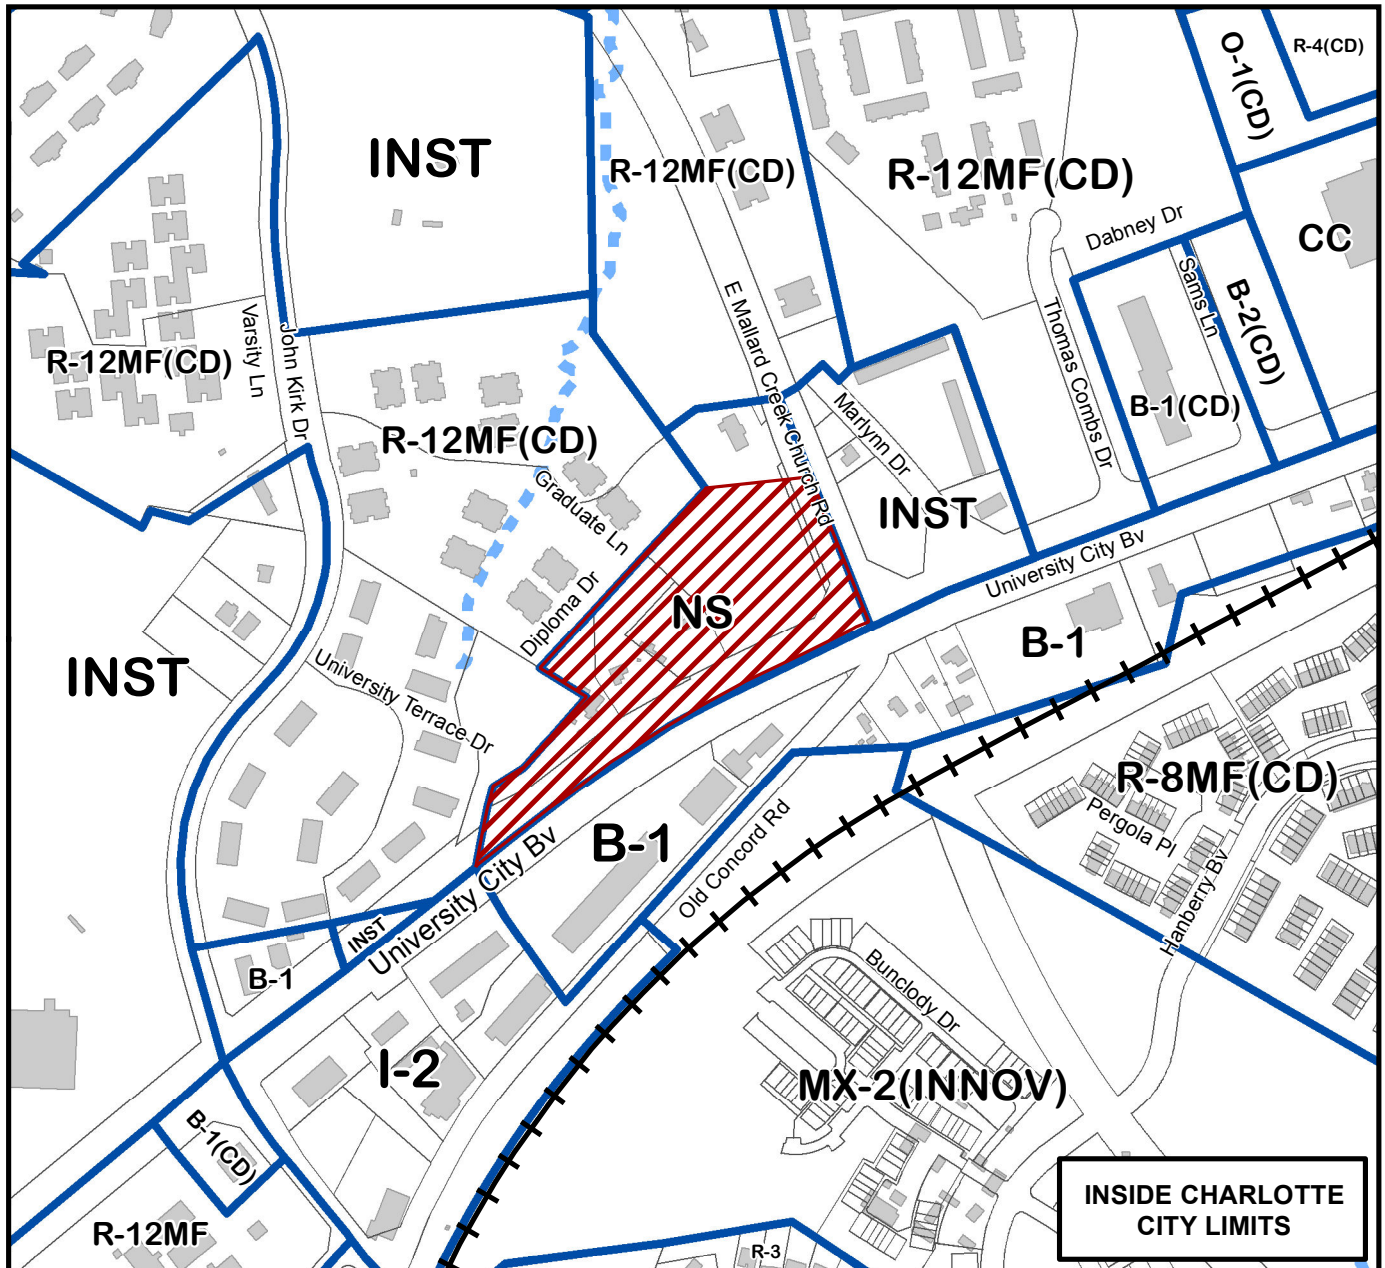 O-1(CD)
R-4(CD)
INST
R-12MF(CD)
R-12MF(CD)
Dabney Dr
CC
Sams Ln
B-2(CD)
E Mallard Creek Church Rd
Thomas Combs Dr
Varsity Ln
John Kirk Dr
R-12MF(CD)
B-1(CD)
Marlynn Dr
R-12MF(CD)
Graduate Ln
INST
University City Bv
Diploma Dr
NS
B-1
INST
University Terrace Dr
R-8MF(CD)
Pergola Pl
B-1
Old Concord Rd
University City Bv
Hanberry Bv
INST
B-1
Bunclody Dr
I-2
MX-2(INNOV)
B-1(CD)
R-12MF
R-3
INSIDE CHARLOTTE
CITY LIMITS